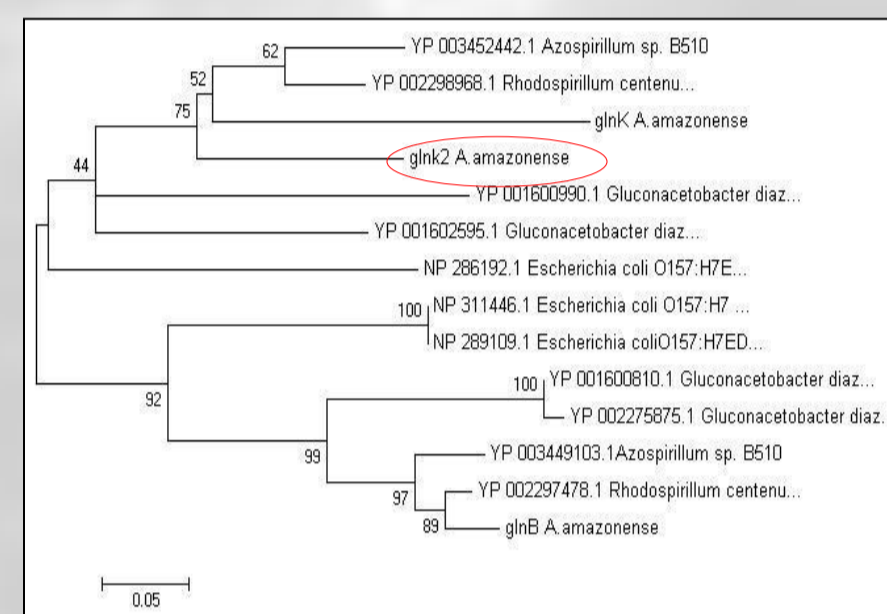 62
YP 003452442.1 Azospirillum sp. B510
52
YP 002298968.1 Rhodospirillum centenu...
75
glnK A.amazonense
glnk2 A.amazonense
44
YP 001600990.1 Gluconacetobacter diaz...
YP 001602595.1 Gluconacetobacter diaz...
NP 286192.1 Escherichia coli O157:H7E...
100
NP 311446.1 Escherichia coli O157:H7 ...
NP 289109.1 Escherichia coliO157:H7ED...
92
100
YP 001600810.1 Gluconacetobacter diaz...
YP 002275875.1 Gluconacetobacter diaz.
99
YP 003449103.1Azospirillum sp. B510
97
YP 002297478.1 Rhodospirillum centenu...
89
glnB A.amazonense
0.05